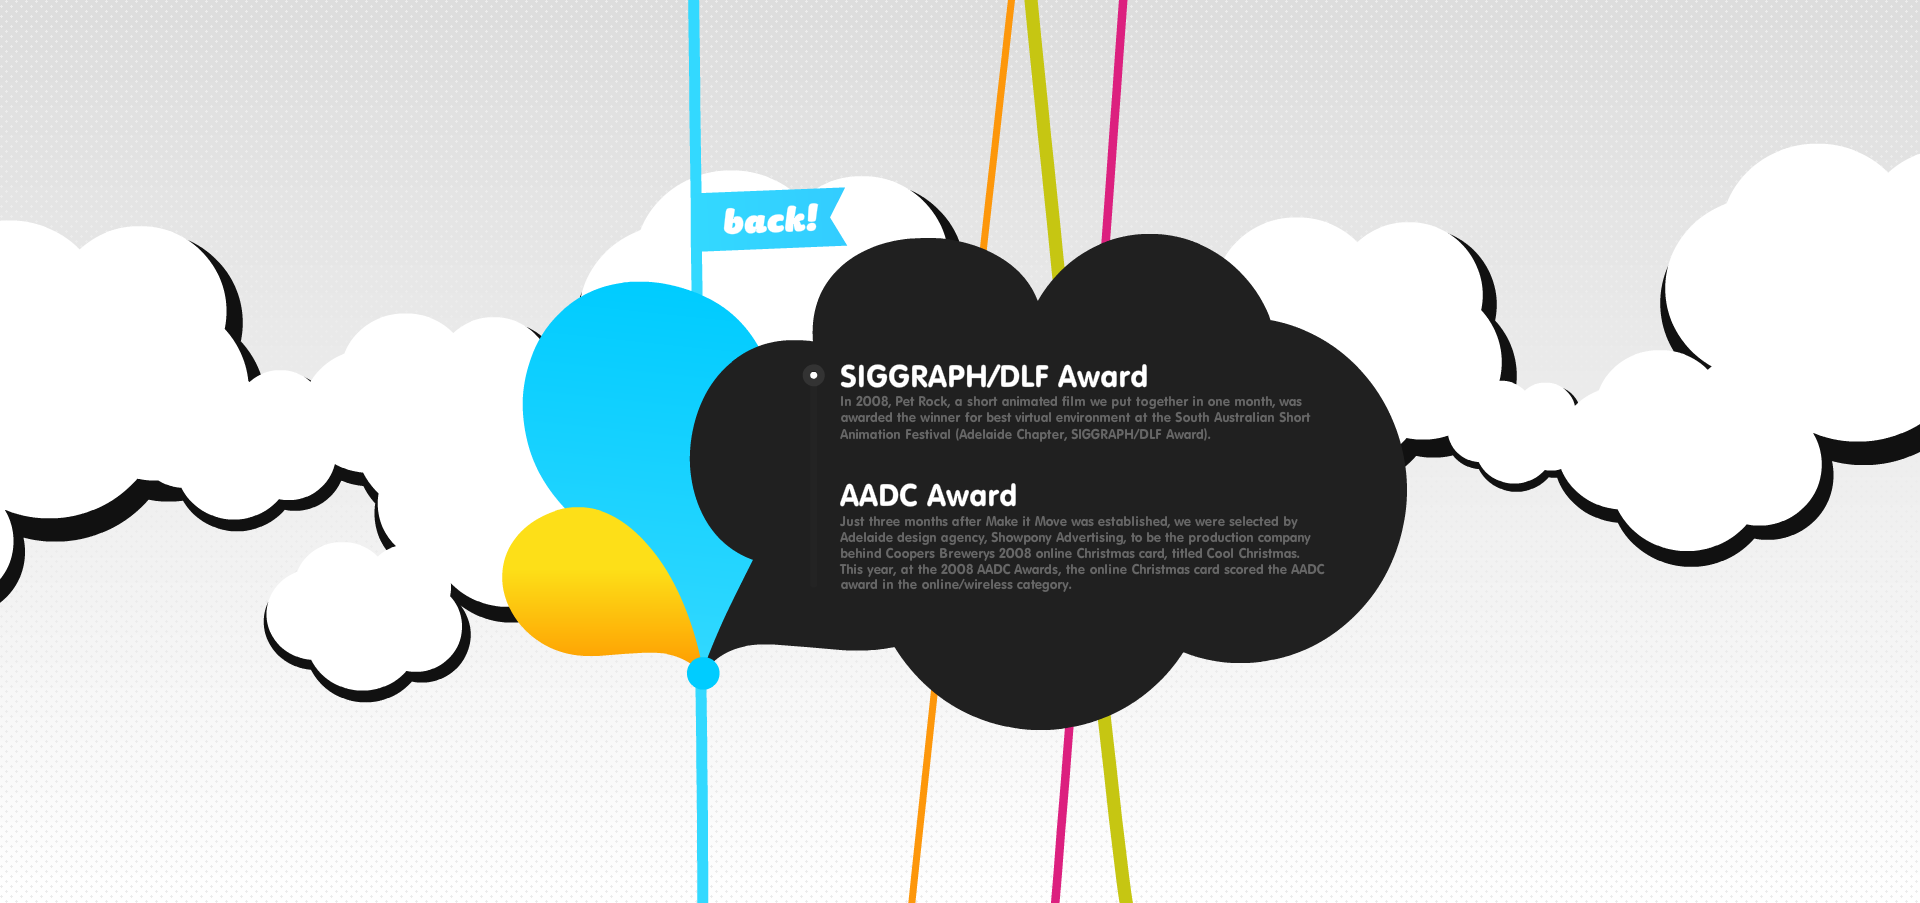 back!
SIGGRAPH/DLF Award
In 2008, Pet Rock, a short animated film we put together in one month, was
awarded the winner for best virtual environment at the South Australian Short
Animation Festival (Adelaide Chapter, SIGGRAPH/DLF Award).
AADC Award
Just three months after Make it Move was established, we were selected by
Adelaide design agency, Showpony Advertising, to be the production company
behind Coopers Brewerys 2008 online Christmas card, titled Cool Christmas.
This year, at the 2008 AADC Awards, the online Christmas card scored the AADC
award in the online/wireless category.